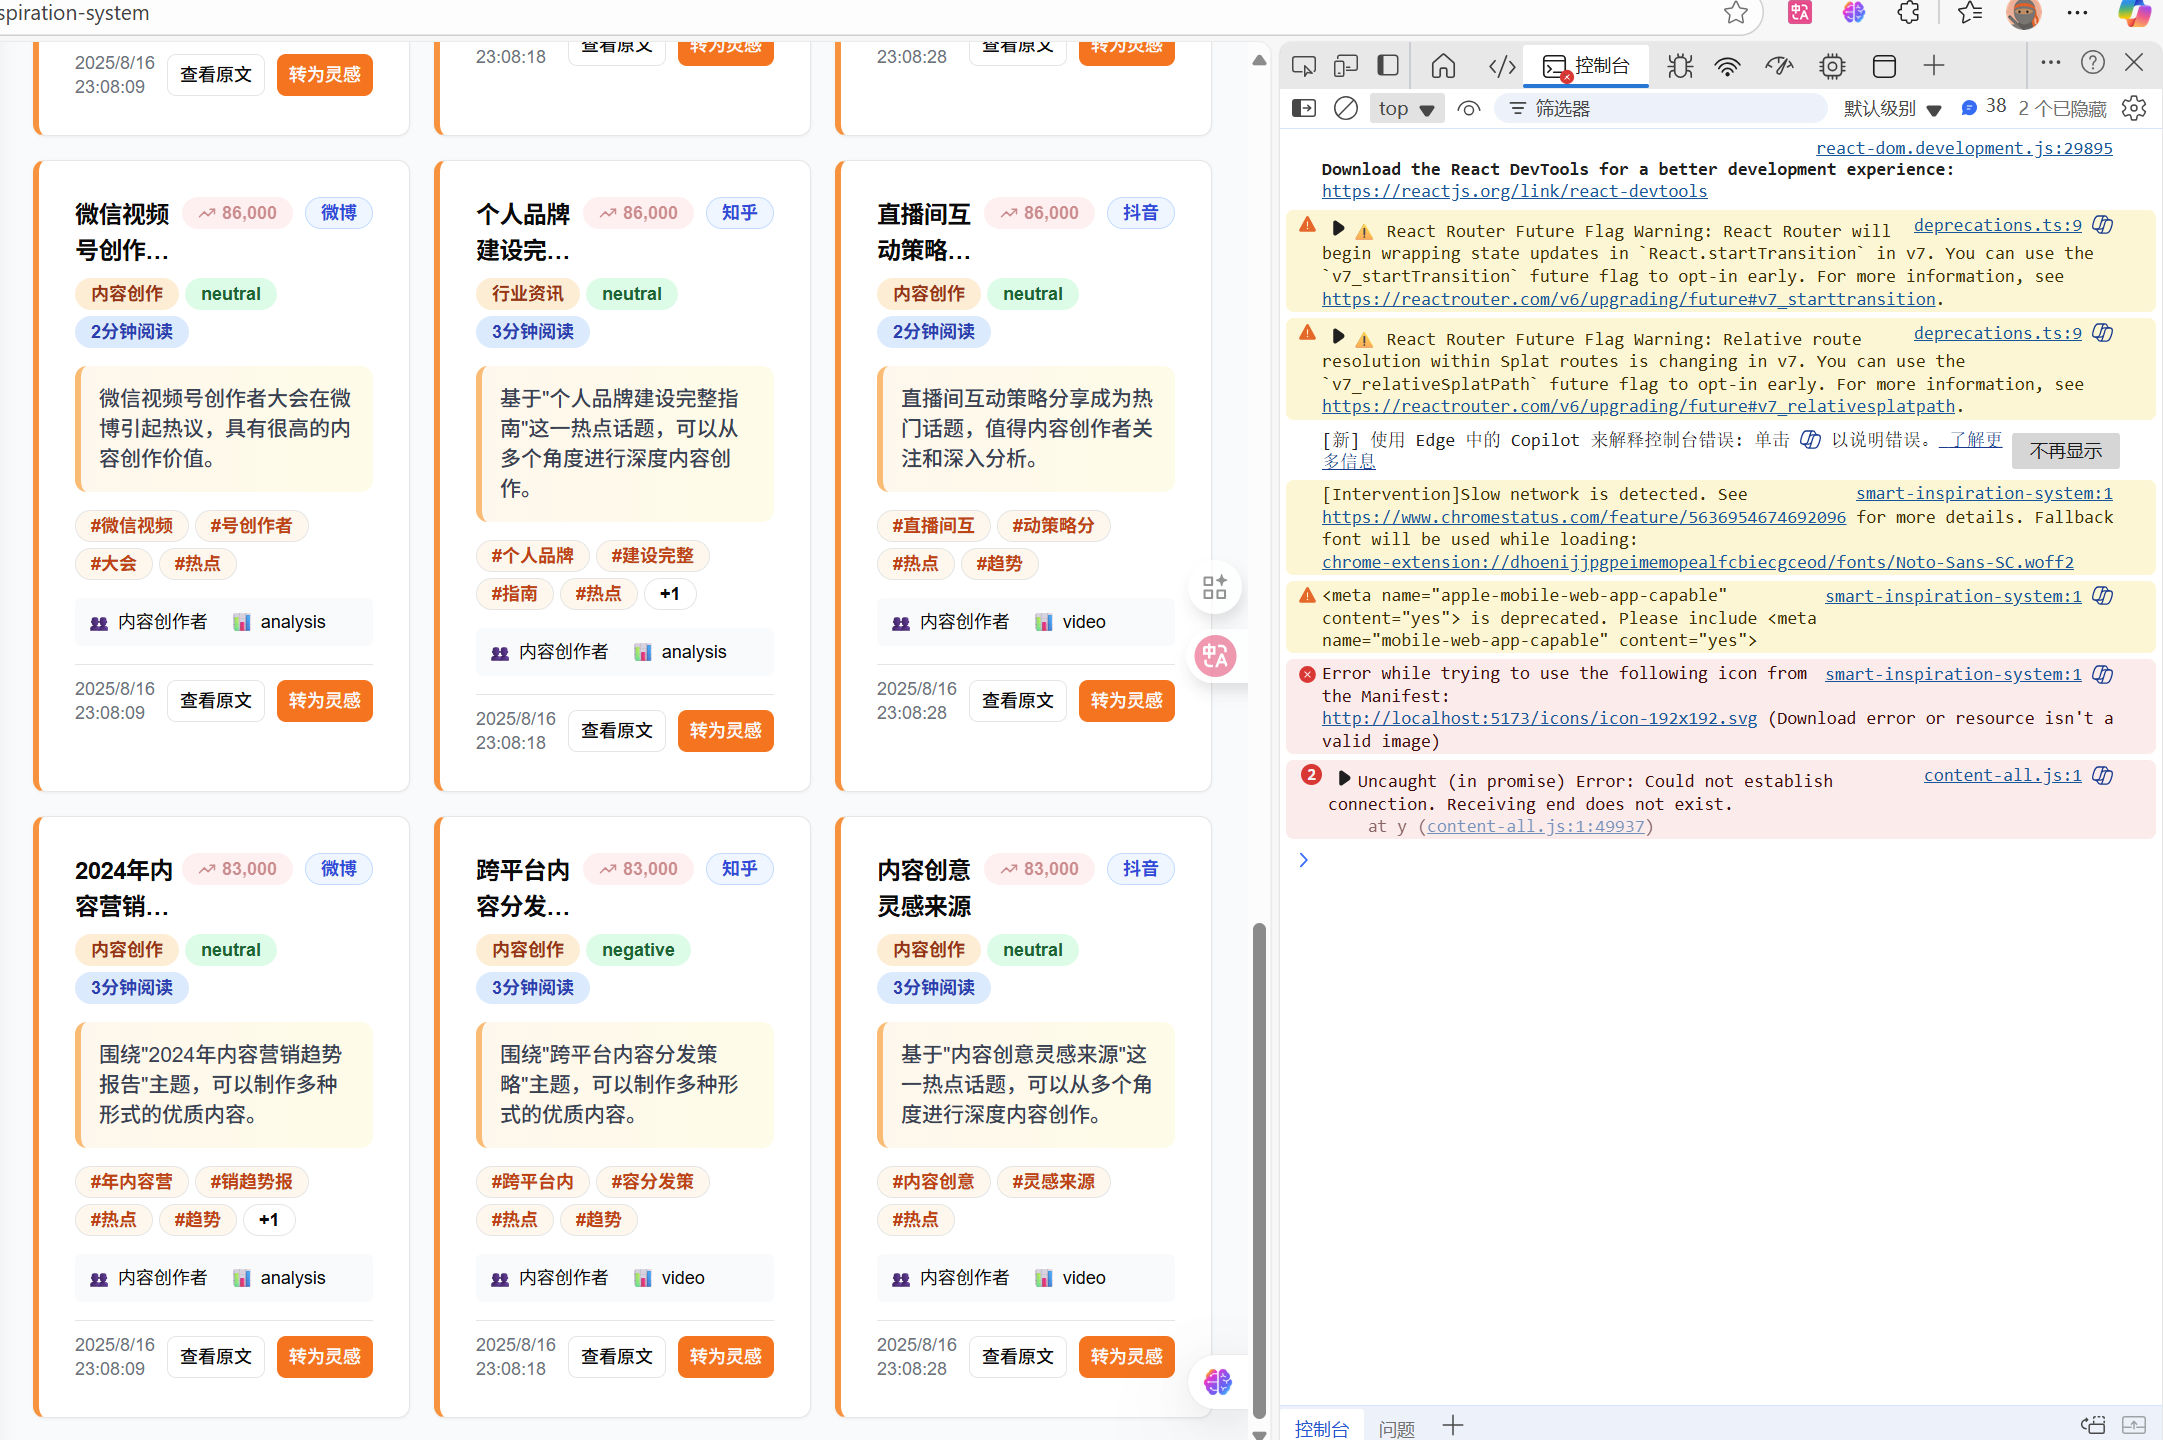 spiration-system
2025/8/16
23:08:09
查看原文
转为灵感
23:08:18
查看原文
转为灵感
23:08:28
查看原文
转为灵感
微信视频
号创作...
86,000
微博
内容创作
neutral
2分钟阅读
微信视频号创作者大会在微
博引起热议，具有很高的内
容创作价值。
#微信视频
#号创作者
#大会
#热点
内容创作者
analysis
2025/8/16
23:08:09
查看原文
转为灵感
个人品牌
建设完...
86,000
知乎
行业资讯
neutral
3分钟阅读
基于"个人品牌建设完整指
南"这一热点话题，可以从
多个角度进行深度内容创
作。
#个人品牌
#建设完整
#指南
#热点
+1
内容创作者
analysis
2025/8/16
23:08:18
查看原文
转为灵感
直播间互
动策略...
86,000
抖音
内容创作
neutral
2分钟阅读
直播间互动策略分享成为热
门话题，值得内容创作者关
注和深入分析。
#直播间互
#动策略分
#热点
#趋势
内容创作者
video
2025/8/16
23:08:28
查看原文
转为灵感
2024年内
容营销...
83,000
微博
内容创作
neutral
3分钟阅读
围绕"2024年内容营销趋势
报告"主题，可以制作多种
形式的优质内容。
#年内容营
#销趋势报
#热点
#趋势
+1
内容创作者
analysis
2025/8/16
23:08:09
查看原文
转为灵感
跨平台内
容分发...
83,000
知乎
内容创作
negative
3分钟阅读
围绕"跨平台内容分发策
略"主题，可以制作多种形
式的优质内容。
#跨平台内
#容分发策
#热点
#趋势
内容创作者
video
2025/8/16
23:08:18
查看原文
转为灵感
内容创意
灵感来源
83,000
抖音
内容创作
neutral
3分钟阅读
基于"内容创意灵感来源"这
一热点话题，可以从多个角
度进行深度内容创作。
#内容创意
#灵感来源
#热点
内容创作者
video
2025/8/16
23:08:28
查看原文
转为灵感
控制台
top
筛选器
默认级别
38
2 个已隐藏
react-dom.development.js:29895
Download the React DevTools for a better development experience:
https://reactjs.org/link/react-devtools
React Router Future Flag Warning: React Router will deprecations.ts:9
begin wrapping state updates in `React.startTransition` in v7. You can use the
`v7_startTransition` future flag to opt-in early. For more information, see
https://reactrouter.com/v6/upgrading/future#v7_starttransition.
React Router Future Flag Warning: Relative route deprecations.ts:9
resolution within Splat routes is changing in v7. You can use the
`v7_relativeSplatPath` future flag to opt-in early. For more information, see
https://reactrouter.com/v6/upgrading/future#v7_relativesplatpath.
[新] 使用 Edge 中的 Copilot 来解释控制台错误: 单击 以说明错误。 了解更
多信息
不再显示
[Intervention]Slow network is detected. See smart-inspiration-system:1
https://www.chromestatus.com/feature/5636954674692096 for more details. Fallback
font will be used while loading:
chrome-extension://dhoenijjpgpeimemopealfcbiecgceod/fonts/Noto-Sans-SC.woff2
<meta name="apple-mobile-web-app-capable" smart-inspiration-system:1
content="yes"> is deprecated. Please include <meta
name="mobile-web-app-capable" content="yes">
Error while trying to use the following icon from smart-inspiration-system:1
the Manifest:
http://localhost:5173/icons/icon-192x192.svg (Download error or resource isn't a
valid image)
2 Uncaught (in promise) Error: Could not establish content-all.js:1
connection. Receiving end does not exist.
at y (content-all.js:1:49937)
控制台
问题